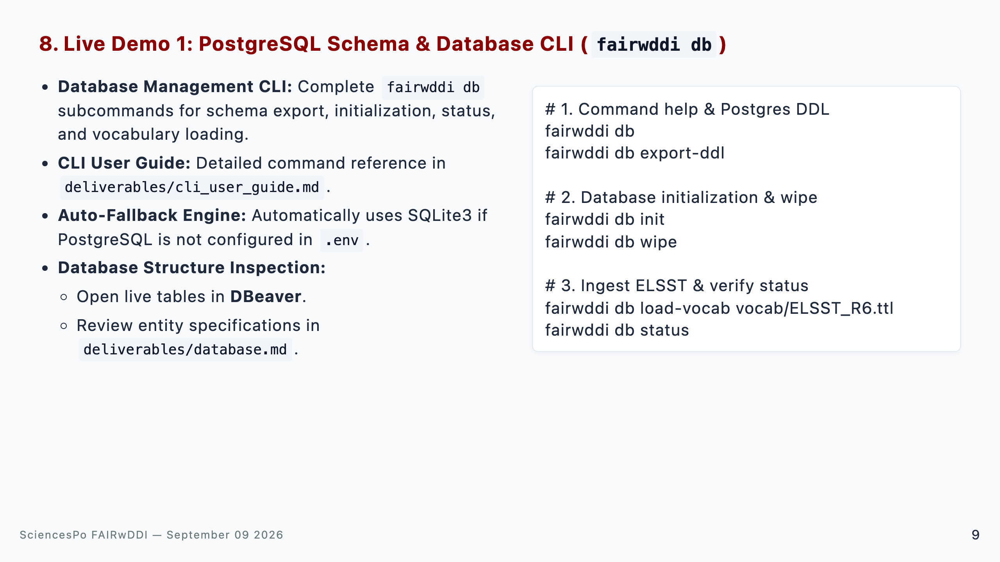 8. Live Demo 1: PostgreSQL Schema & Database CLI ( fairwddi db )
• Database Management CLI: Complete fairwddi db
subcommands for schema export, initialization, status,
and vocabulary loading.
• CLI User Guide: Detailed command reference in
deliverables/cli_user_guide.md .
• Auto-Fallback Engine: Automatically uses SQLite3 if
PostgreSQL is not configured in .env .
• Database Structure Inspection:
○ Open live tables in DBeaver.
○ Review entity specifications in
deliverables/database.md .
# 1. Command help & Postgres DDL
fairwddi db
fairwddi db export-ddl
# 2. Database initialization & wipe
fairwddi db init
fairwddi db wipe
# 3. Ingest ELSST & verify status
fairwddi db load-vocab vocab/ELSST_R6.ttl
fairwddi db status
SciencesPo FAIRwDDI — September 09 2026
9